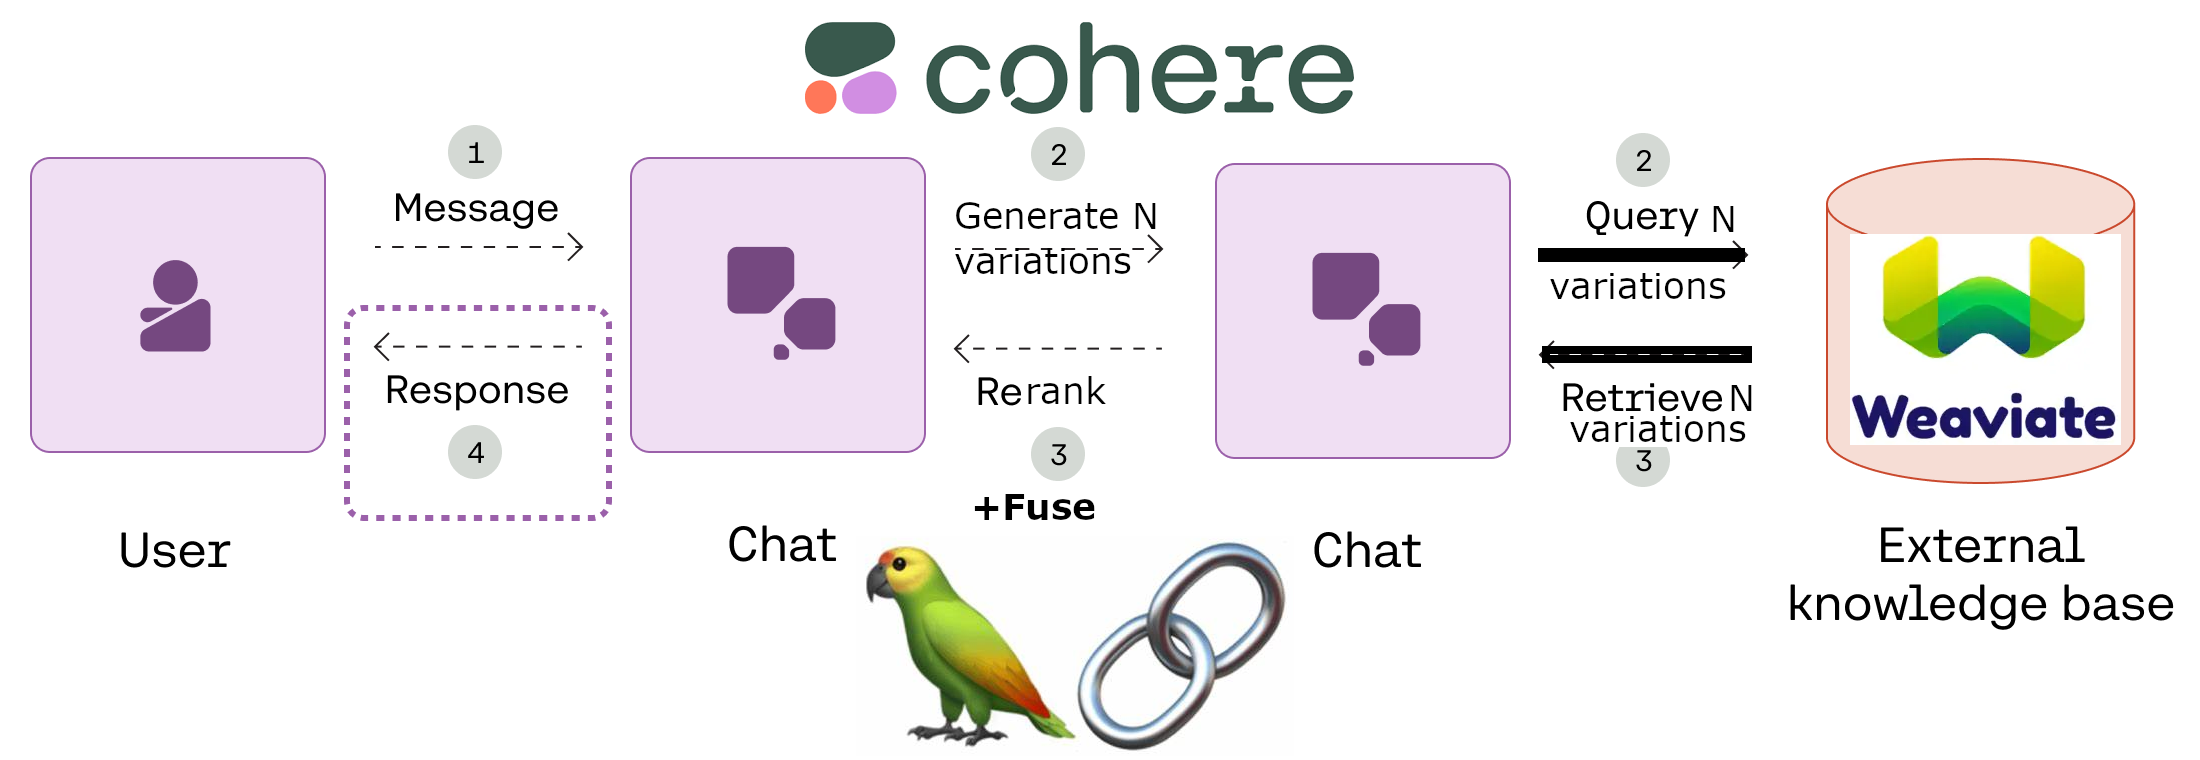 cohere
1
Message
Response
4
User
2
Generate N
variations
Rerank
3
+Fuse
Chat
Chat
2
Query N
variations
Retrieve N
variations
3
Weaviate
External
knowledge base